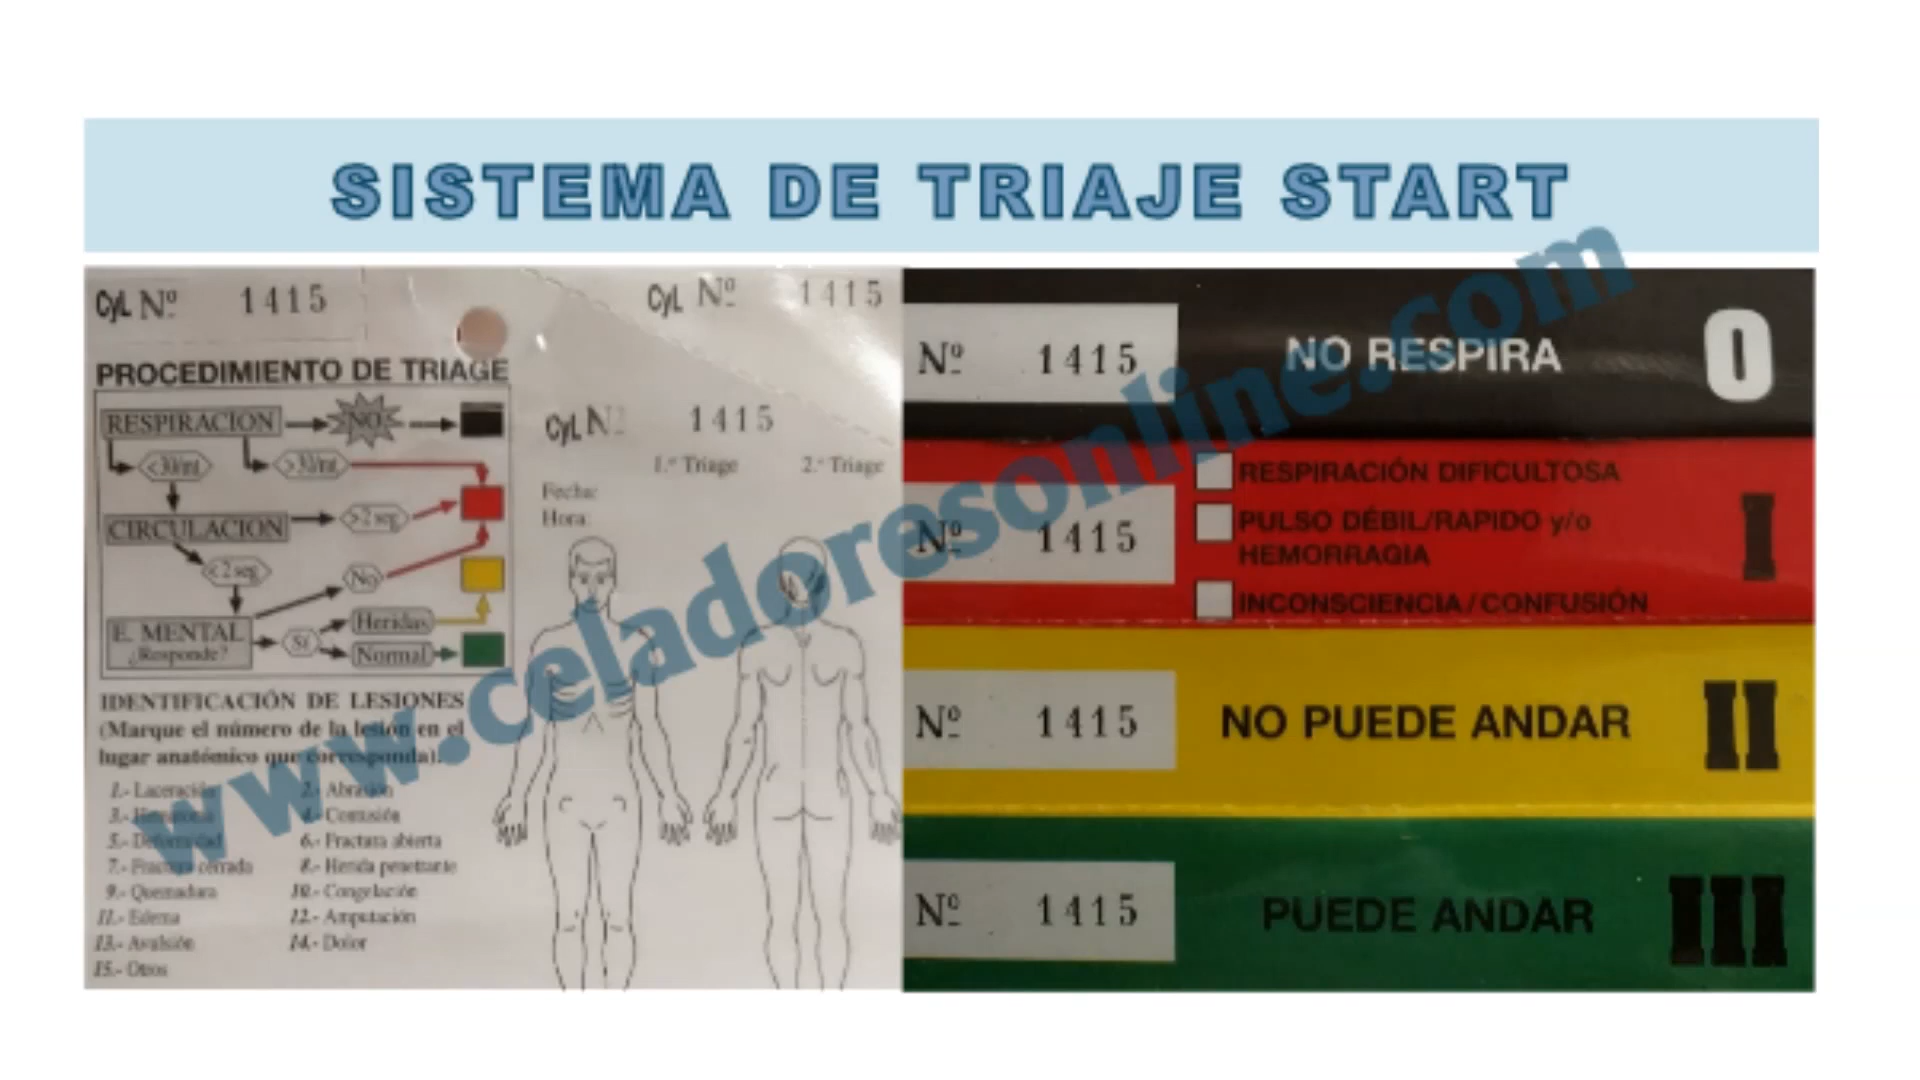 SISTEMA DE TRIAJE START
CyL Nº 1415
CyL Nº 1415
PROCEDIMIENTO DE TRIAGE
RESPIRACION
NO
<30/mt
>30/mt
CIRCULACION
>2 seg
<2 seg
No
E. MENTAL
¿Responde?
Sí
Heridas
Normal
IDENTIFICACIÓN DE LESIONES
(Marque el número de la lesión en el
lugar anatómico que corresponda).
1.- Laceración
2.- Abrasión
3.- Hematoma
4.- Contusión
5.- Deformidad
6.- Fractura abierta
7.- Fractura cerrada
8.- Herida penetrante
9.- Quemadura
10.- Congelación
11.- Edema
12.- Amputación
13.- Avulsión
14.- Dolor
15.- Otros
CyL Nº 1415
1.º Triage 2.º Triage
Fecha:
Hora:
Nº 1415 NO RESPIRA 0
Nº 1415
RESPIRACIÓN DIFICULTOSA
PULSO DÉBIL/RAPIDO y/o
HEMORRAGIA
INCONSCIENCIA/CONFUSIÓN
I
Nº 1415 NO PUEDE ANDAR II
Nº 1415 PUEDE ANDAR III
www.celadoresonline.com